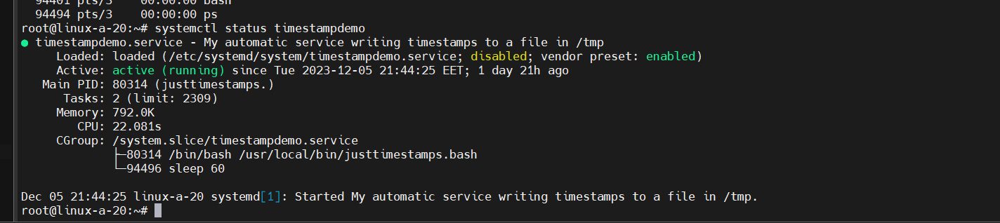 94401 pts/3    00:00:00 bash
94494 pts/3    00:00:00 ps
root@linux-a-20:~# systemctl status timestampdemo
● timestampdemo.service - My automatic service writing timestamps to a file in /tmp
     Loaded: loaded (/etc/systemd/system/timestampdemo.service; disabled; vendor preset: enabled)
     Active: active (running) since Tue 2023-12-05 21:44:25 EET; 1 day 21h ago
   Main PID: 80314 (justtimestamps.)
      Tasks: 2 (limit: 2309)
     Memory: 792.0K
        CPU: 22.081s
     CGroup: /system.slice/timestampdemo.service
             ├─80314 /bin/bash /usr/local/bin/justtimestamps.bash
             └─94496 sleep 60
Dec 05 21:44:25 linux-a-20 systemd[1]: Started My automatic service writing timestamps to a file in /tmp.
root@linux-a-20:~#